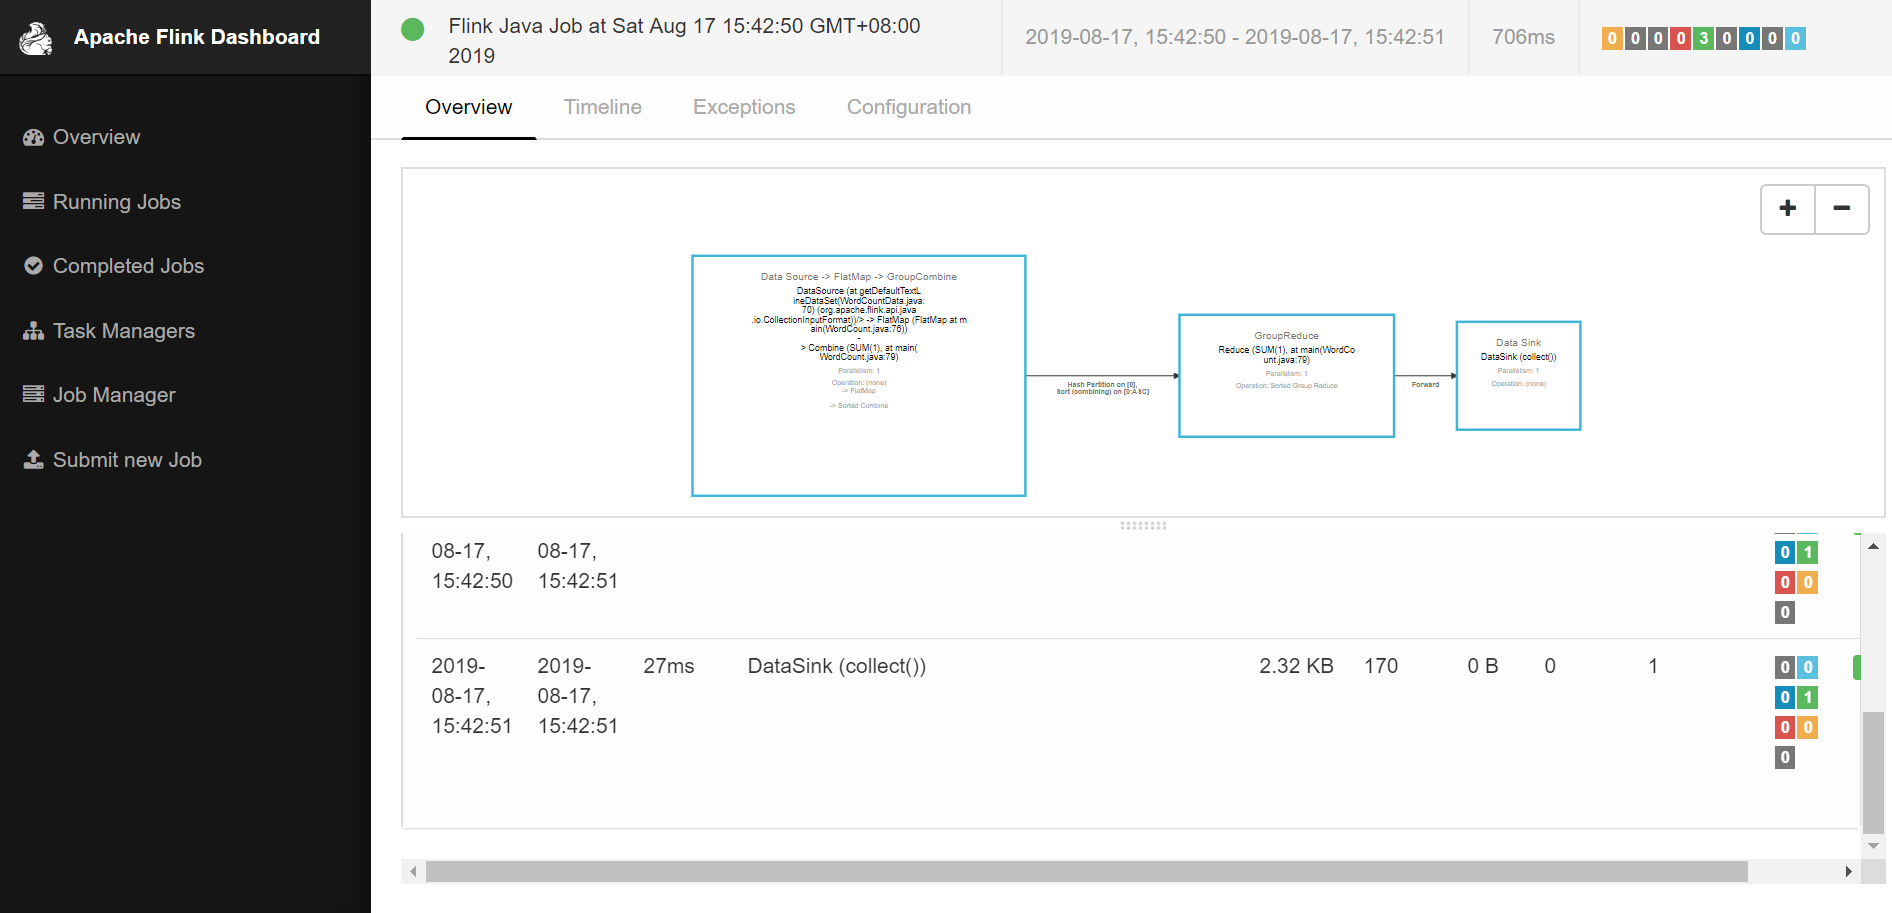 Apache Flink Dashboard
Flink Java Job at Sat Aug 17 15:42:50 GMT+08:00
2019
2019-08-17, 15:42:50 - 2019-08-17, 15:42:51
706ms
0 0 0 0 3 0 0 0 0
Overview
Running Jobs
Completed Jobs
Task Managers
Job Manager
Submit new Job
Overview Timeline Exceptions Configuration
+ −
Data Source -> FlatMap -> GroupCombine
DataSource (at getDefaultTextL
ineDataSet(WordCountData.java:
70) (org.apache.flink.api.java
.io.CollectionInputFormat))/> -> FlatMap (FlatMap at m
ain(WordCount.java:76))
-
> Combine (SUM(1), at main(
WordCount.java:79)
Parallelism: 1
Operation: (none)
-> FlatMap
-> Sorted Combine
Hash Partition on [0],
Sort (combining) on [0:ASC]
GroupReduce
Reduce (SUM(1), at main(WordCo
unt.java:79)
Parallelism: 1
Operation: Sorted Group Reduce
Forward
Data Sink
DataSink (collect())
Parallelism: 1
Operation: (none)
08-17, 08-17,
15:42:50 15:42:51
0 1
0 0
0
2019- 2019- 27ms DataSink (collect()) 2.32 KB 170 0 B 0 1 0 0
08-17, 08-17, 0 1
15:42:51 15:42:51 0 0
0